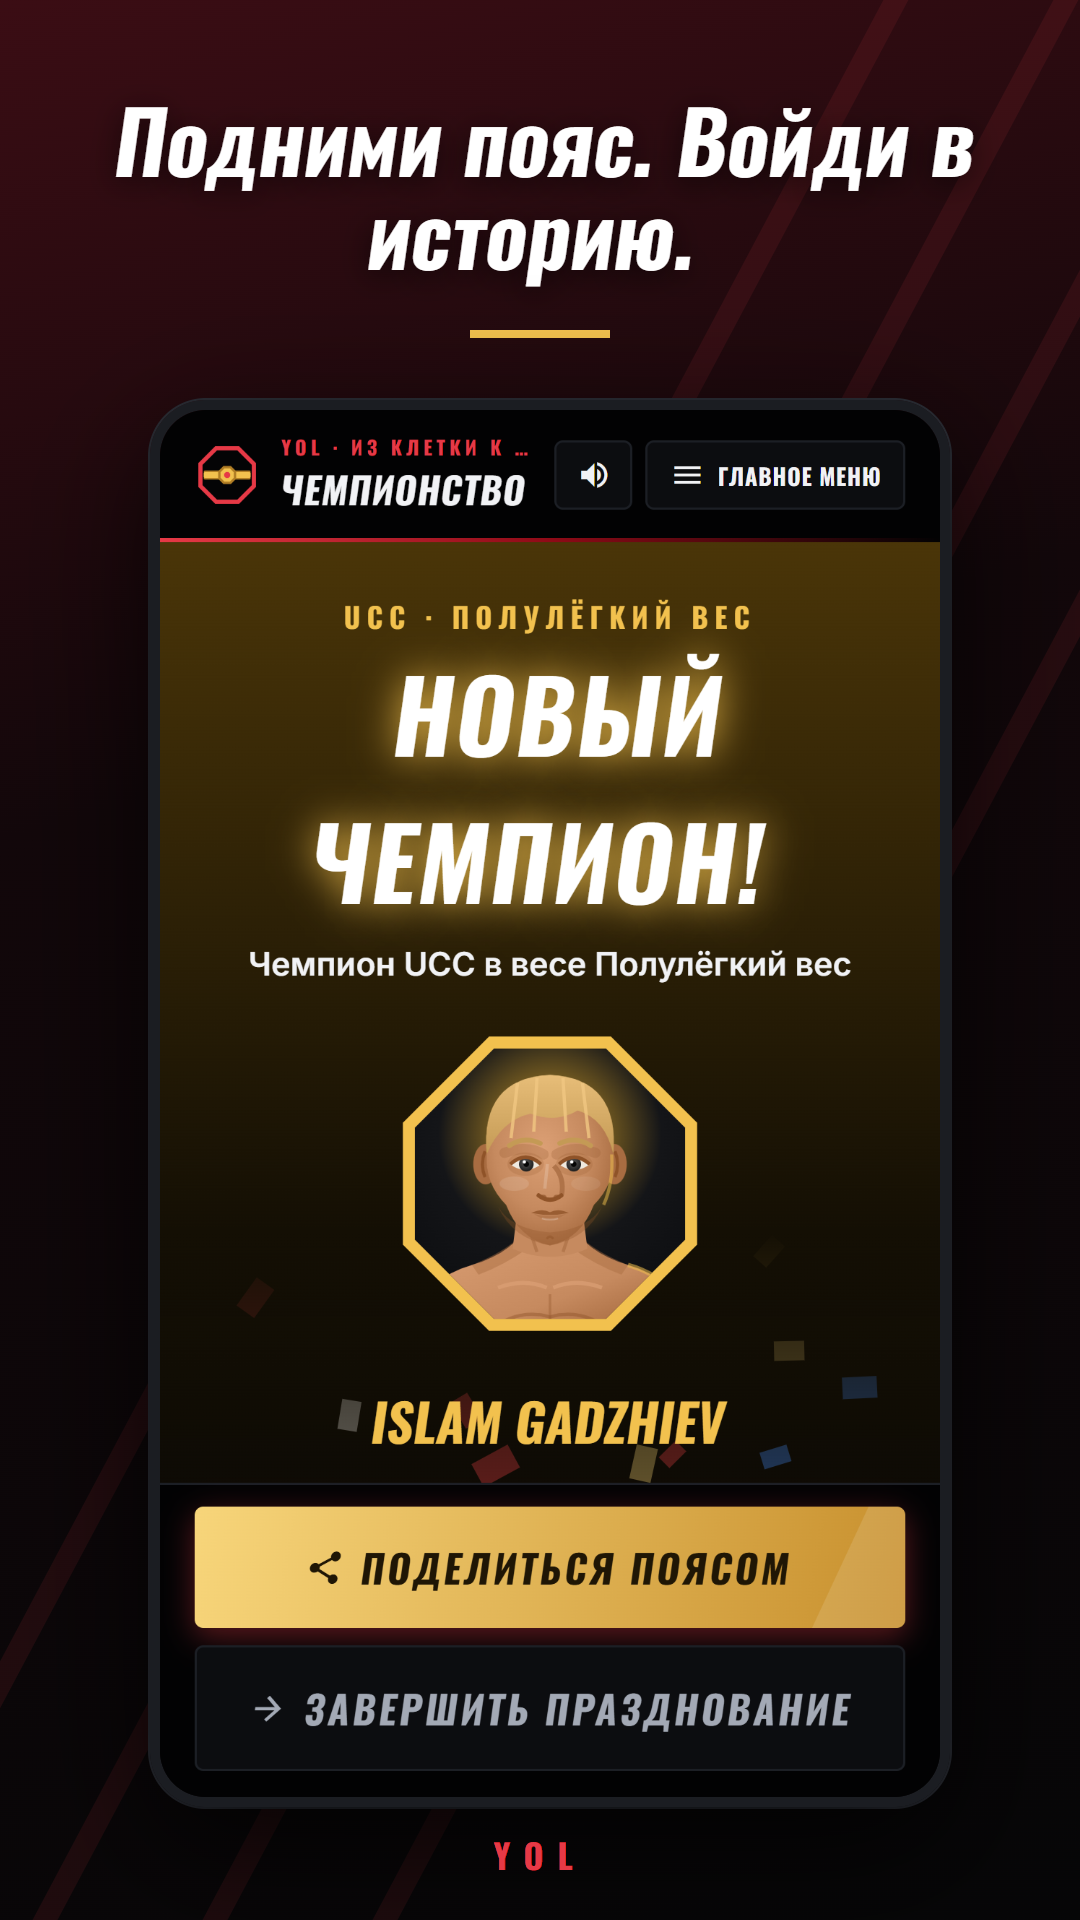 Подними пояс. Войди в
историю.
YOL · ИЗ КЛЕТКИ К ...
ЧЕМПИОНСТВО
ГЛАВНОЕ МЕНЮ
UCC · ПОЛУЛЁГКИЙ ВЕС
НОВЫЙ
ЧЕМПИОН!
Чемпион UCC в весе Полулёгкий вес
ISLAM GADZHIEV
ПОДЕЛИТЬСЯ ПОЯСОМ
ЗАВЕРШИТЬ ПРАЗДНОВАНИЕ
YOL